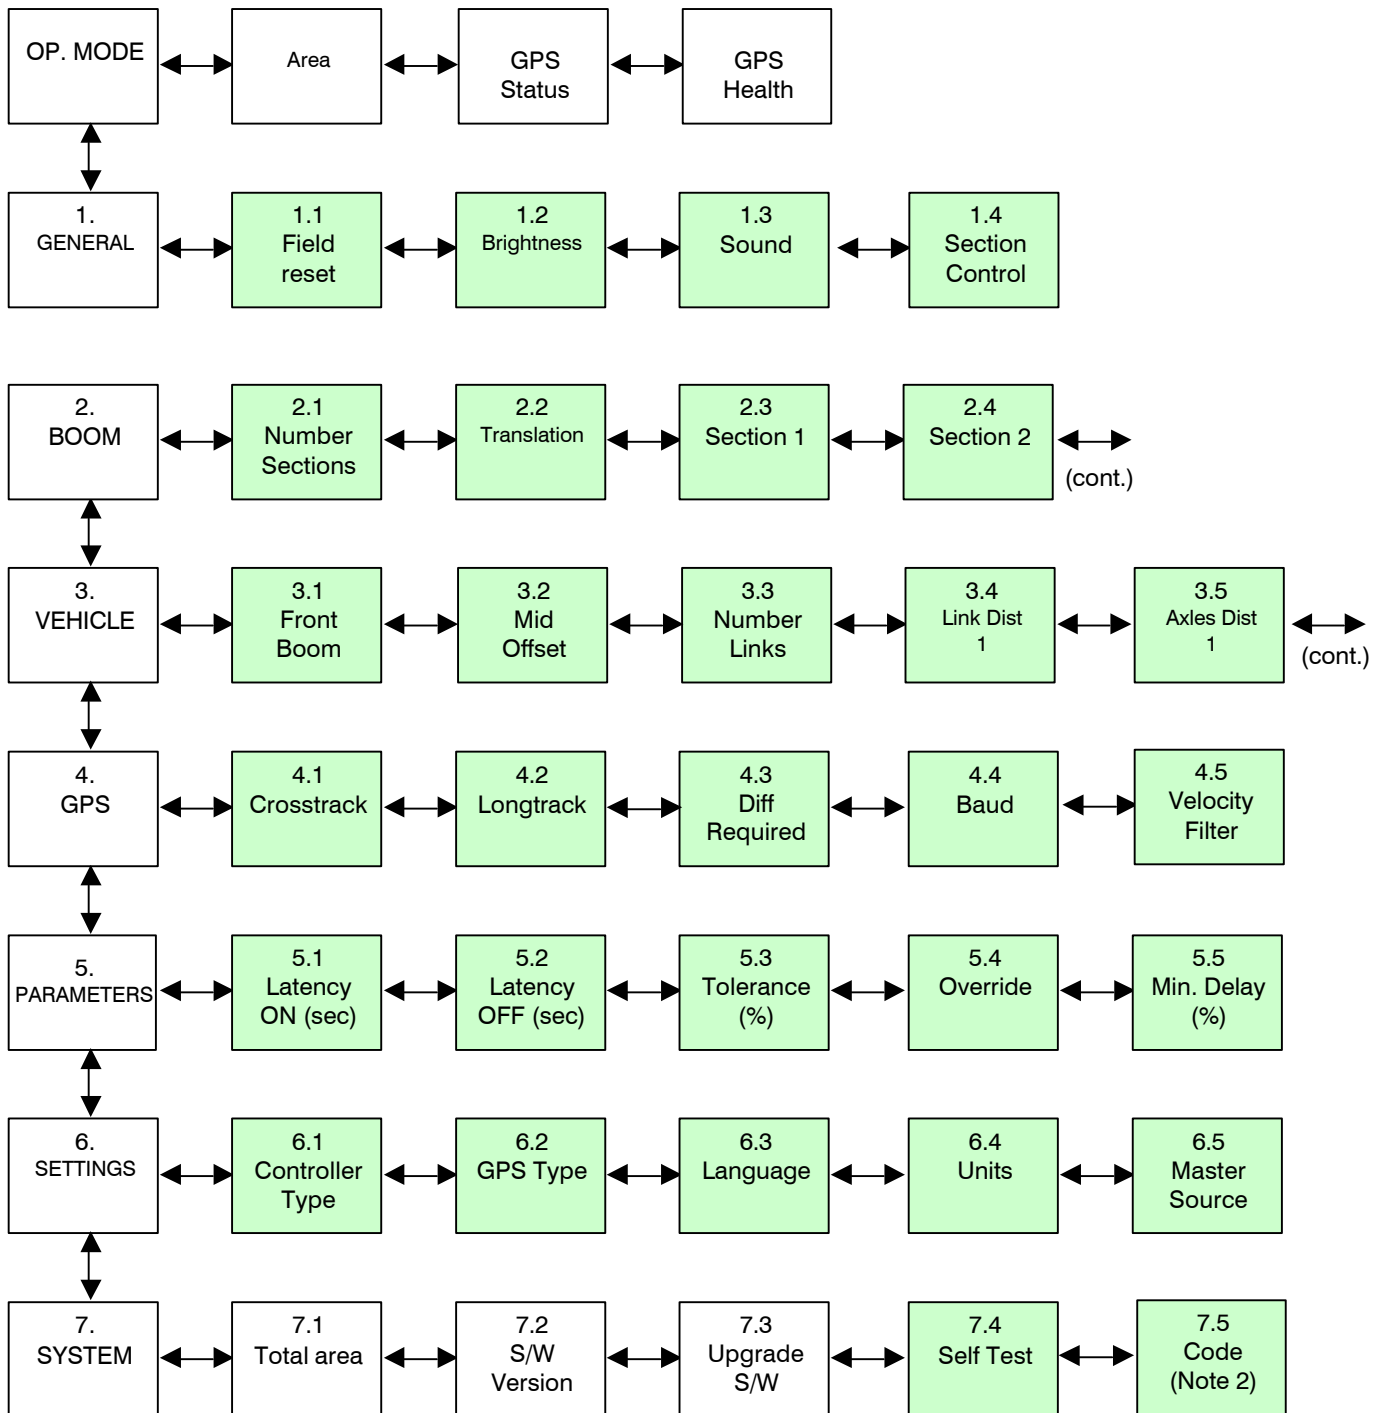 OP. MODE
Area
GPS
Status
GPS
Health
1.
GENERAL
1.1
Field
reset
1.2
Brightness
1.3
Sound
1.4
Section
Control
2.
BOOM
2.1
Number
Sections
2.2
Translation
2.3
Section 1
2.4
Section 2
(cont.)
3.
VEHICLE
3.1
Front
Boom
3.2
Mid
Offset
3.3
Number
Links
3.4
Link Dist
1
3.5
Axles Dist
1
(cont.)
4.
GPS
4.1
Crosstrack
4.2
Longtrack
4.3
Diff
Required
4.4
Baud
4.5
Velocity
Filter
5.
PARAMETERS
5.1
Latency
ON (sec)
5.2
Latency
OFF (sec)
5.3
Tolerance
(%)
5.4
Override
5.5
Min. Delay
(%)
6.
SETTINGS
6.1
Controller
Type
6.2
GPS Type
6.3
Language
6.4
Units
6.5
Master
Source
7.
SYSTEM
7.1
Total area
7.2
S/W
Version
7.3
Upgrade
S/W
7.4
Self Test
7.5
Code
(Note 2)